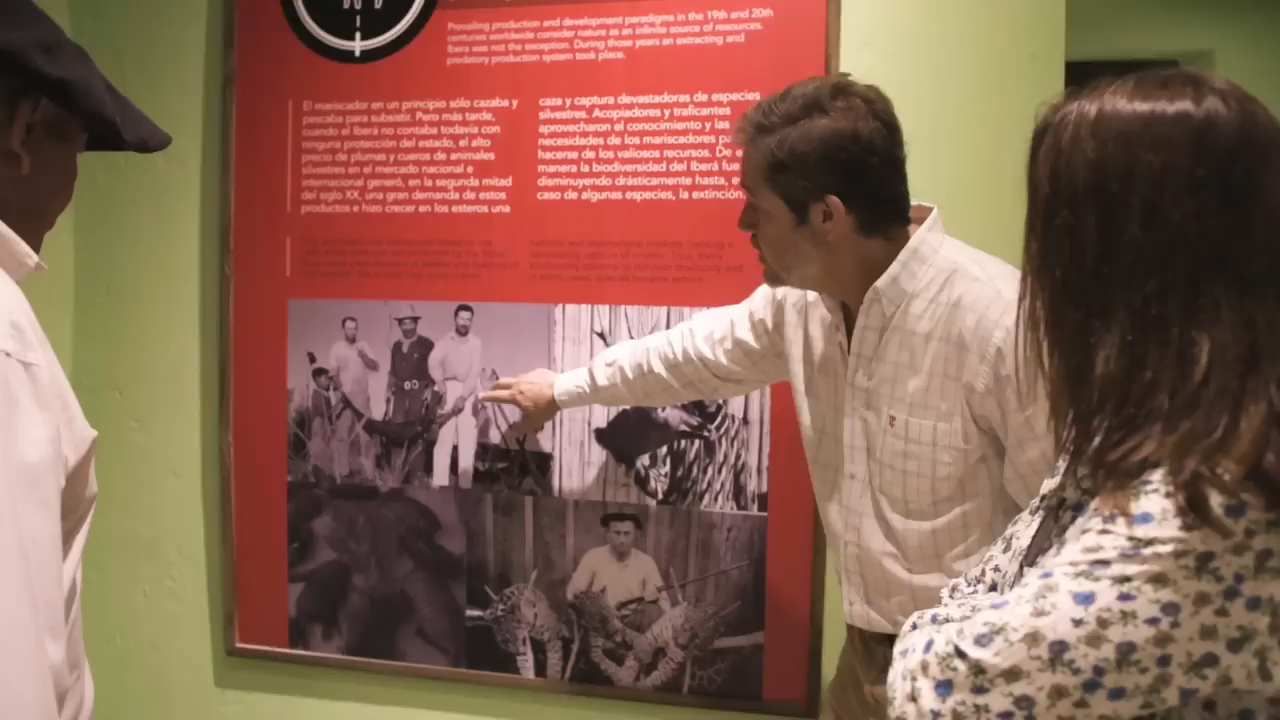 Prevailing production and development paradigms in the 19th and 20th
centuries worldwide consider nature as an infinite source of resources.
Iberá was not the exception. During those years an extracting and
predatory production system took place.
El mariscador en un principio sólo cazaba y
pescaba para subsistir. Pero más tarde,
cuando el Iberá no contaba todavía con
ninguna protección del estado, el alto
precio de plumas y cueros de animales
silvestres en el mercado nacional e
internacional generó, en la segunda mitad
del siglo XX, una gran demanda de estos
productos e hizo crecer en los esteros una
caza y captura devastadoras de especies
silvestres. Acopiadores y traficantes
aprovecharon el conocimiento y las
necesidades de los mariscadores
hacerse de los valiosos recursos. De
manera la biodiversidad del Iberá fue
disminuyendo drásticamente hasta,
caso de algunas especies, la extinción.